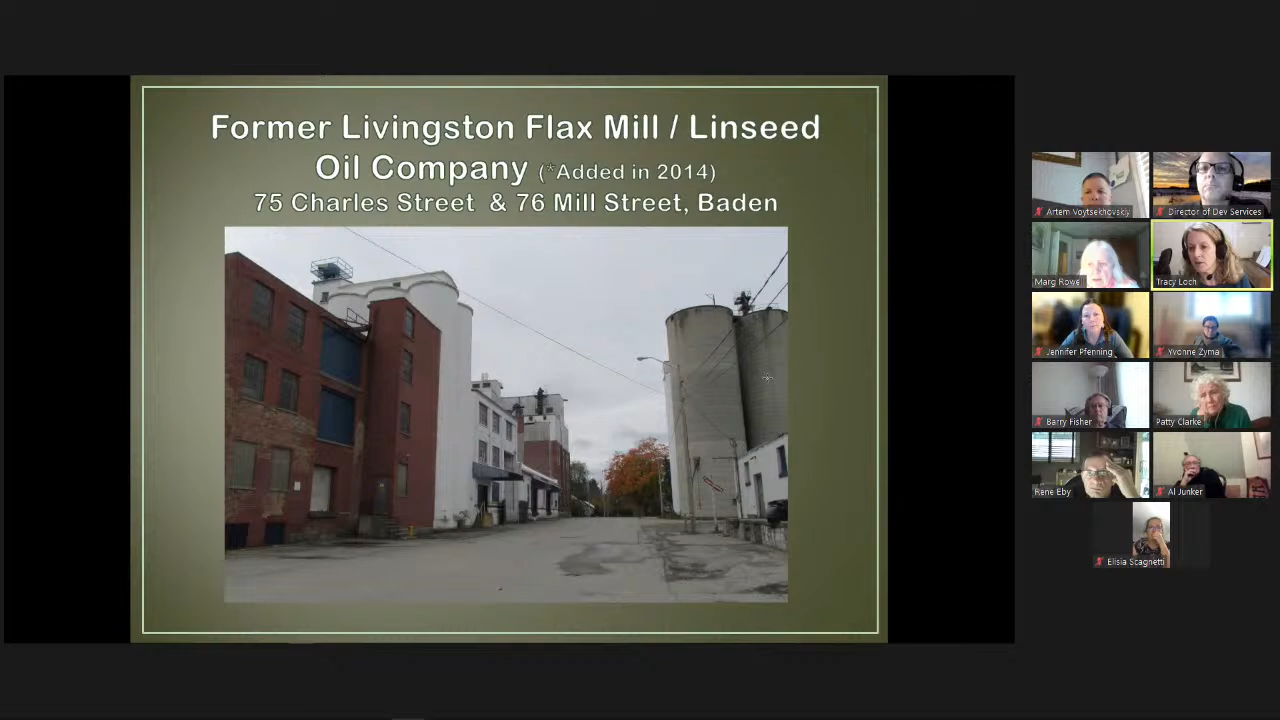 Former Livingston Flax Mill / Linseed
Oil Company (*Added in 2014)
75 Charles Street & 76 Mill Street, Baden
Artem Voytsekhovskiy
Director of Dev Services
Marg Rowe
Tracy Loch
Jennifer Pfenning
Yvonne Zyma
Barry Fisher
Patty Clarke
Rene Eby
Al Junker
Elisia Scagnetti